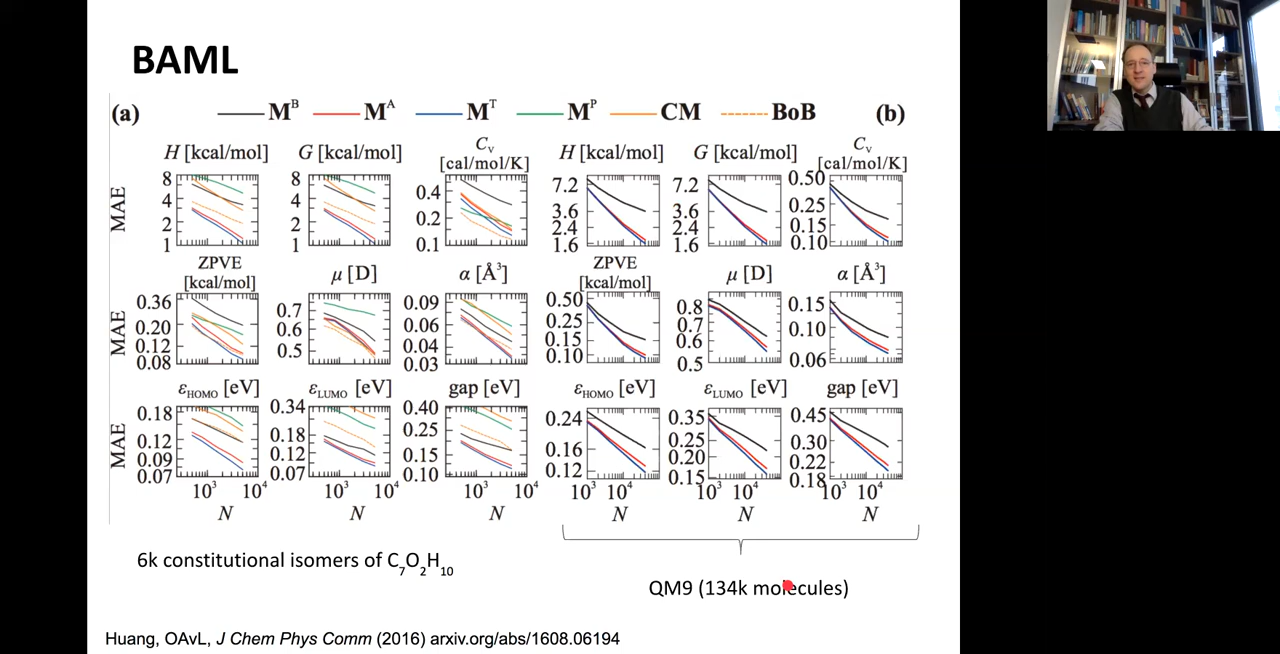 BAML
(a) M^B M^A M^T M^P CM BoB (b)
H [kcal/mol] G [kcal/mol] C_v [cal/mol/K] H [kcal/mol] G [kcal/mol] C_v [cal/mol/K]
MAE
8 4 2 1
8 4 2 1
0.4 0.2 0.1
7.2 3.6 2.4 1.6
7.2 3.6 2.4 1.6
0.50 0.25 0.15 0.10
ZPVE [kcal/mol] μ [D] α [Å³] ZPVE [kcal/mol] μ [D] α [Å³]
MAE
0.36 0.20 0.12 0.08
0.7 0.6 0.5
0.09 0.06 0.04 0.03
0.50 0.25 0.15 0.10
0.8 0.7 0.6 0.5
0.15 0.10 0.06
ε_HOMO [eV] ε_LUMO [eV] gap [eV] ε_HOMO [eV] ε_LUMO [eV] gap [eV]
MAE
0.18 0.12 0.09 0.07
0.34 0.18 0.12 0.07
0.40 0.25 0.15 0.10
0.24 0.16 0.12
0.35 0.25 0.20 0.15
0.45 0.30 0.22 0.18
10³ 10⁴ 10³ 10⁴ 10³ 10⁴ 10³ 10⁴ 10³ 10⁴ 10³ 10⁴
N N N N N N
6k constitutional isomers of C₇O₂H₁₀
QM9 (134k molecules)
Huang, OAvL, J Chem Phys Comm (2016) arxiv.org/abs/1608.06194